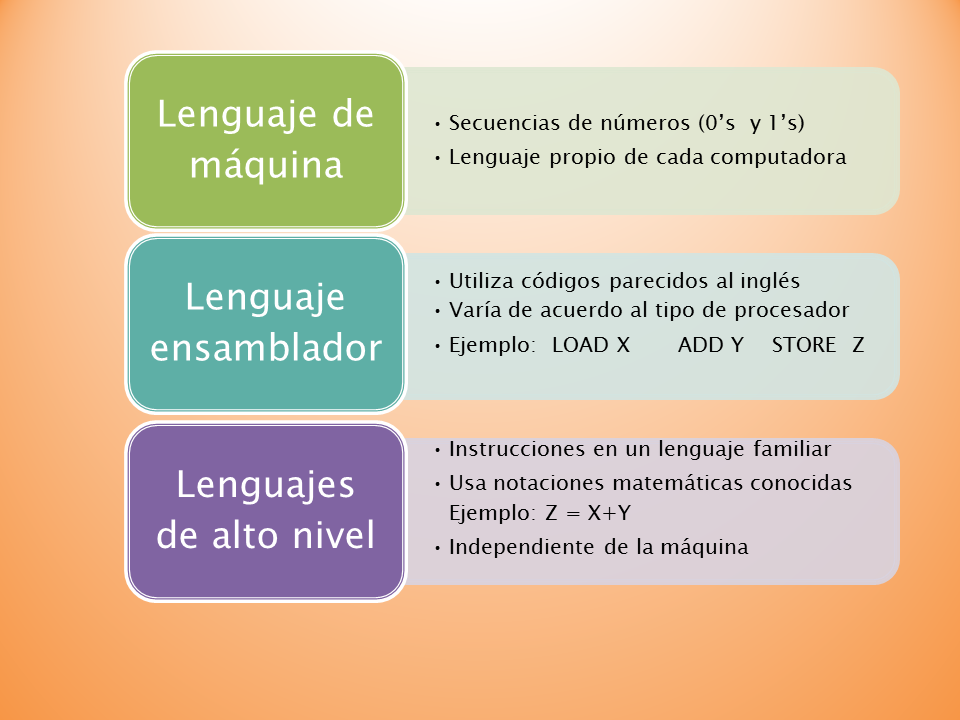 Lenguaje de
máquina
•Secuencias de números (0’s y 1’s)
•Lenguaje propio de cada computadora
Lenguaje
ensamblador
•Utiliza códigos parecidos al inglés
•Varía de acuerdo al tipo de procesador
•Ejemplo: LOAD X ADD Y STORE Z
Lenguajes
de alto nivel
•Instrucciones en un lenguaje familiar
•Usa notaciones matemáticas conocidas
Ejemplo: Z = X+Y
•Independiente de la máquina